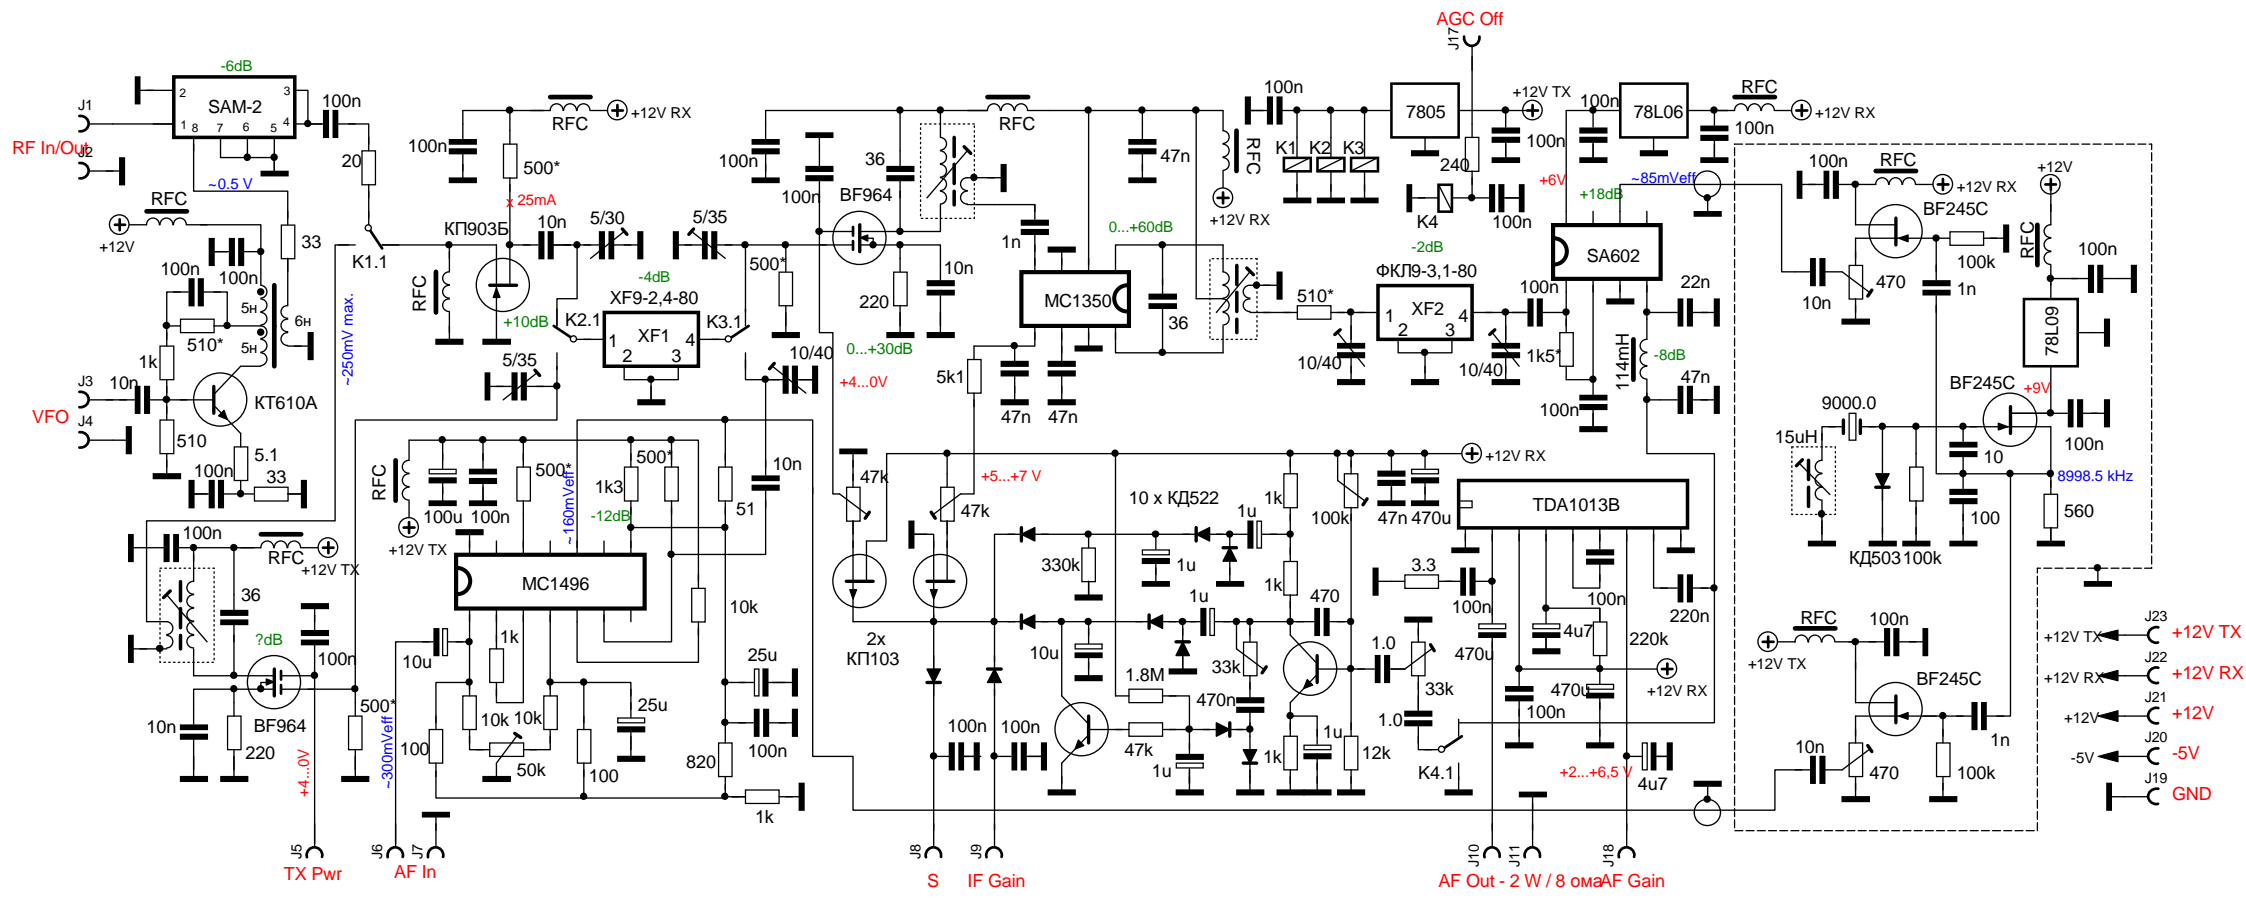 AGC Off
J17
-6dB
SAM-2
2
3
1
4
8
7
6
5
100n
J1
J2
RF In/Out
~0.5 V
20
RFC
+12V
33
100n
100n
5н
5н
6н
510*
1k
K1.1
~250mV max.
J3
10n
J4
VFO
KT610A
510
5.1
100n
33
100n
RFC
+12V RX
500*
x 25mA
КП903Б
10n
5/30
5/35
RFC
+10dB
-4dB
XF9-2,4-80
K2.1
XF1
K3.1
1
4
2
3
5/35
10/40
500*
100n
100n
36
BF964
220
10n
0...+30dB
+4...0V
RFC
47n
RFC
+12V RX
1n
0...+60dB
MC1350
36
5k1
47n
47n
510*
-2dB
ФКЛ9-3,1-80
XF2
1
4
2
3
10/40
10/40
100n
1k5*
100n
100n
K1
K2
K3
7805
+12V TX
100n
240
K4
100n
100n
78L06
RFC
+12V RX
100n
+6V
+18dB
~85mVeff
SA602
22n
114mH
-8dB
47n
100n
RFC
+12V RX
BF245C
100k
10n
470
1n
+12V
RFC
100n
78L09
BF245C
+9V
100n
9000.0
15uH
10
100
8998.5 kHz
560
КД503
100k
RFC
+12V TX
100u
100n
500*
~160mVeff
1k3
500*
-12dB
51
10n
MC1496
10k
1k
10u
10k
10k
50k
100
100
25u
25u
100n
820
1k
~300mVeff
100n
RFC
+12V TX
36
?dB
100n
BF964
10n
220
500*
+4...0V
J5
TX Pwr
J6
J7
AF In
47k
47k
+5...+7 V
2x
КП103
10 x КД522
330k
1u
1u
1k
1k
100k
47n
470u
+12V RX
10u
1u
33k
470
1.8M
47k
470n
1u
1k
1u
12k
1.0
33k
1.0
K4.1
100n
100n
J8
S
J9
IF Gain
TDA1013B
3.3
100n
470u
100n
4u7
220k
220n
470u
+12V RX
100n
+2...+6,5 V
4u7
J10
J11
J18
AF Out - 2 W / 8 ома
AF Gain
RFC
+12V TX
100n
BF245C
10n
470
100k
1n
J23
+12V TX
+12V TX
J22
+12V RX
+12V RX
J21
+12V
+12V
J20
-5V
-5V
J19
GND